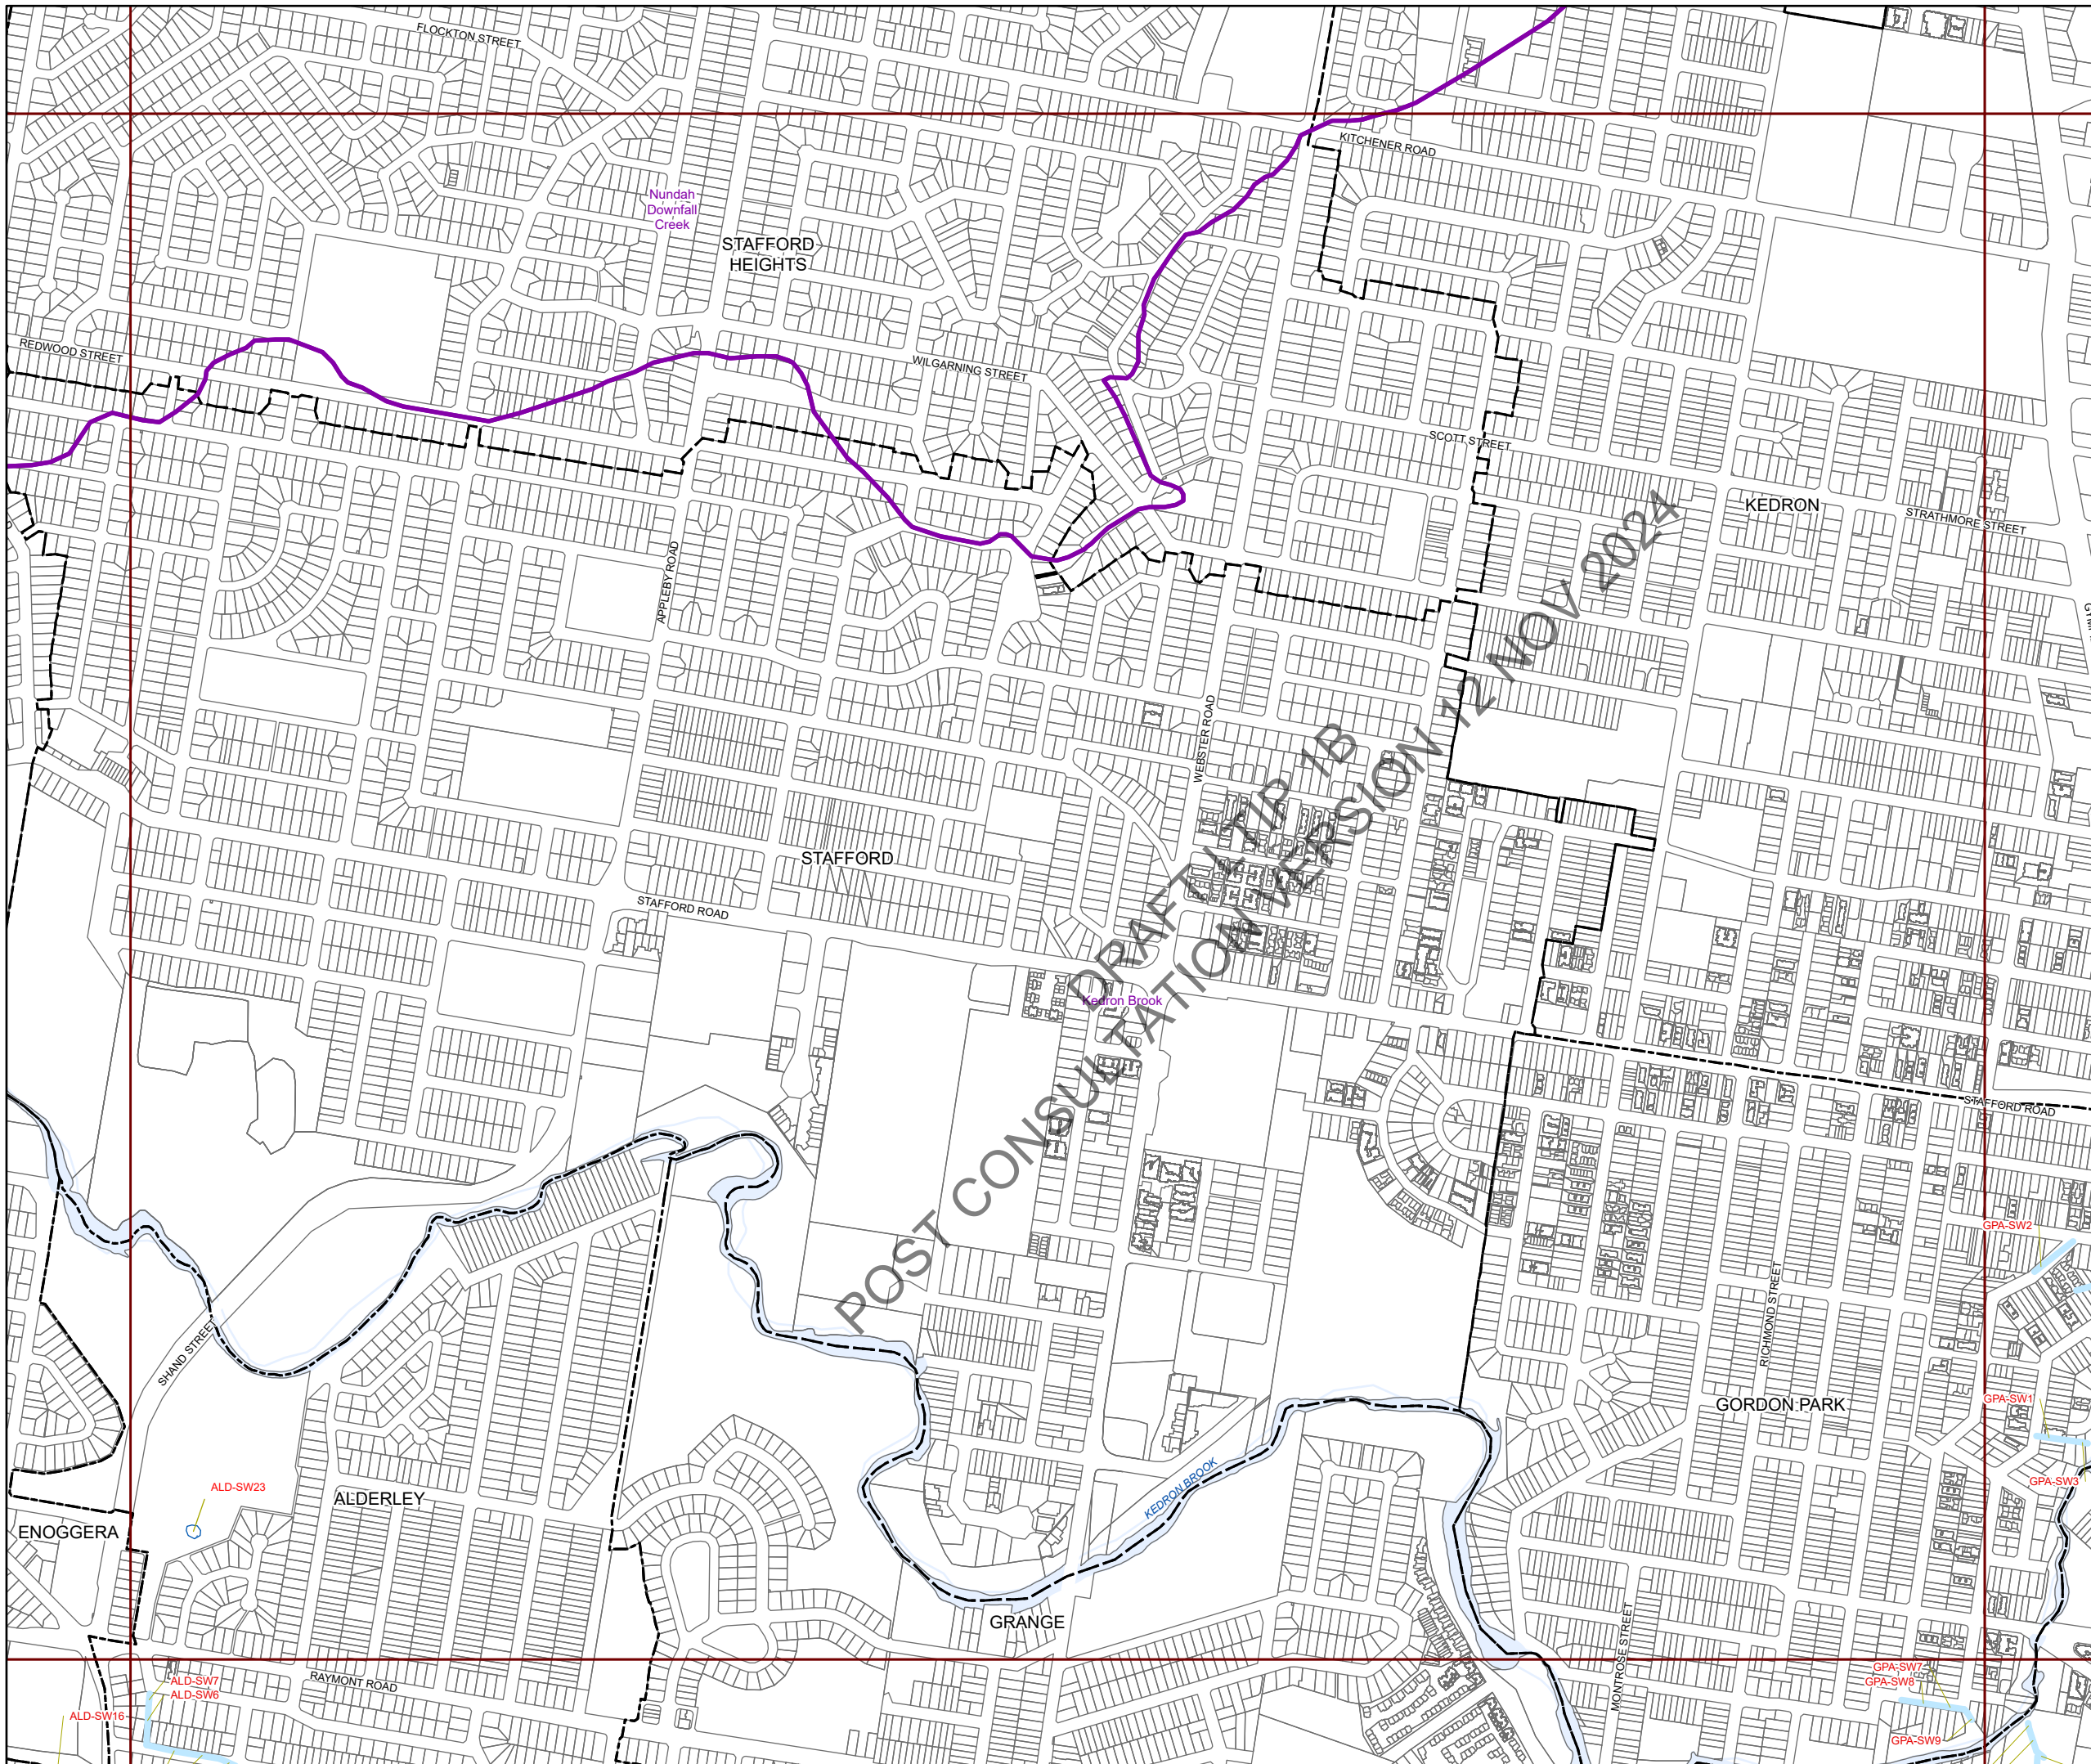 FLOCKTON STREET
KITCHENER ROAD
Nundah
Downfall
Creek
STAFFORD
HEIGHTS
REDWOOD STREET
WILGARNING STREET
SCOTT STREET
KEDRON
STRATHMORE STREET
APPLEBY ROAD
WEBSTER ROAD
DRAFT LTIP 1B
POST CONSULTATION VERSION 12 NOV 2024
STAFFORD
STAFFORD ROAD
Kedron Brook
STAFFORD ROAD
GPA-SW2
SHAND STREET
RICHMOND STREET
GPA-SW1
GORDON PARK
KEDRON BROOK
GPA-SW3
ALD-SW23
ALDERLEY
ENOGGERA
GRANGE
MONTROSE STREET
GPA-SW7
GPA-SW8
ALD-SW7
RAYMONT ROAD
ALD-SW6
ALD-SW16
GPA-SW9